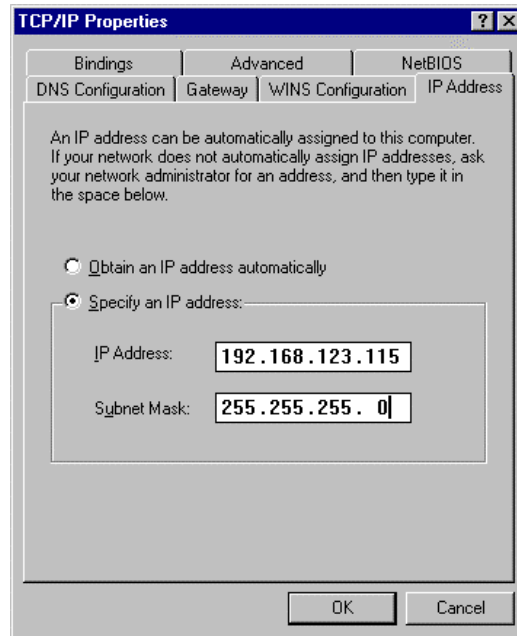 TCP/IP Properties
Bindings Advanced NetBIOS
DNS Configuration Gateway WINS Configuration IP Address
An IP address can be automatically assigned to this computer.
If your network does not automatically assign IP addresses, ask
your network administrator for an address, and then type it in
the space below.
Obtain an IP address automatically
Specify an IP address:
IP Address: 192.168.123.115
Subnet Mask: 255.255.255. 0
OK Cancel